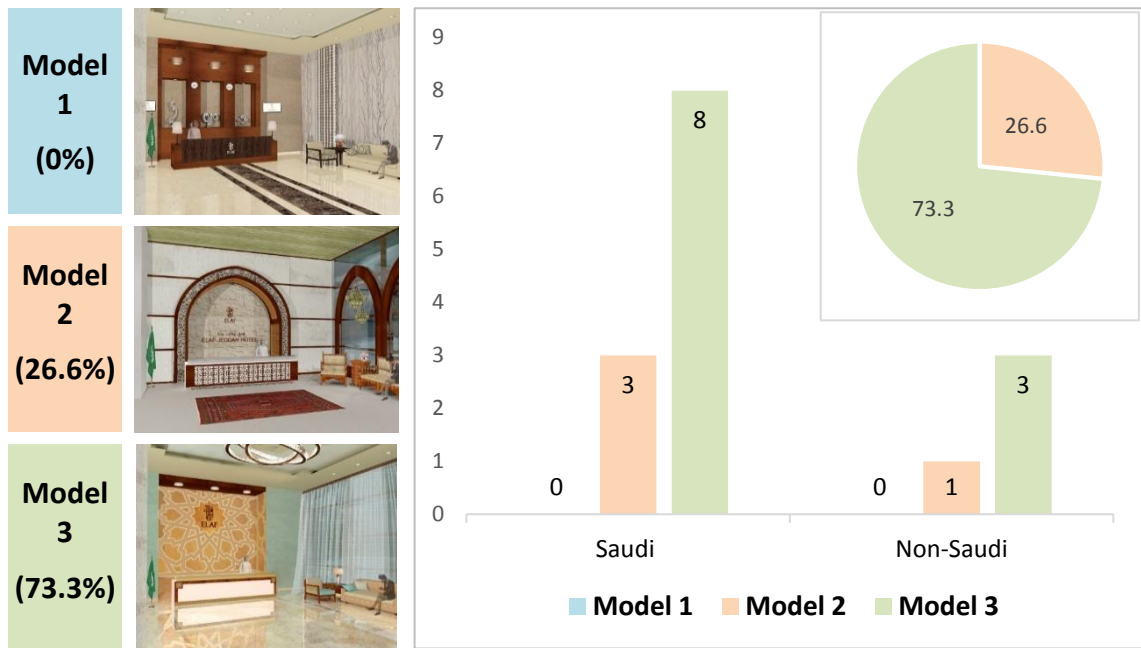 Model
1
(0%)
ELAF
Model
2
(26.6%)
ELAF
ELAF JEDDAH HOTEL
Model
3
(73.3%)
ELAF
9
8
7
6
5
4
3
2
1
0
0
3
8
0
1
3
Saudi
Non-Saudi
26.6
73.3
Model 1
Model 2
Model 3